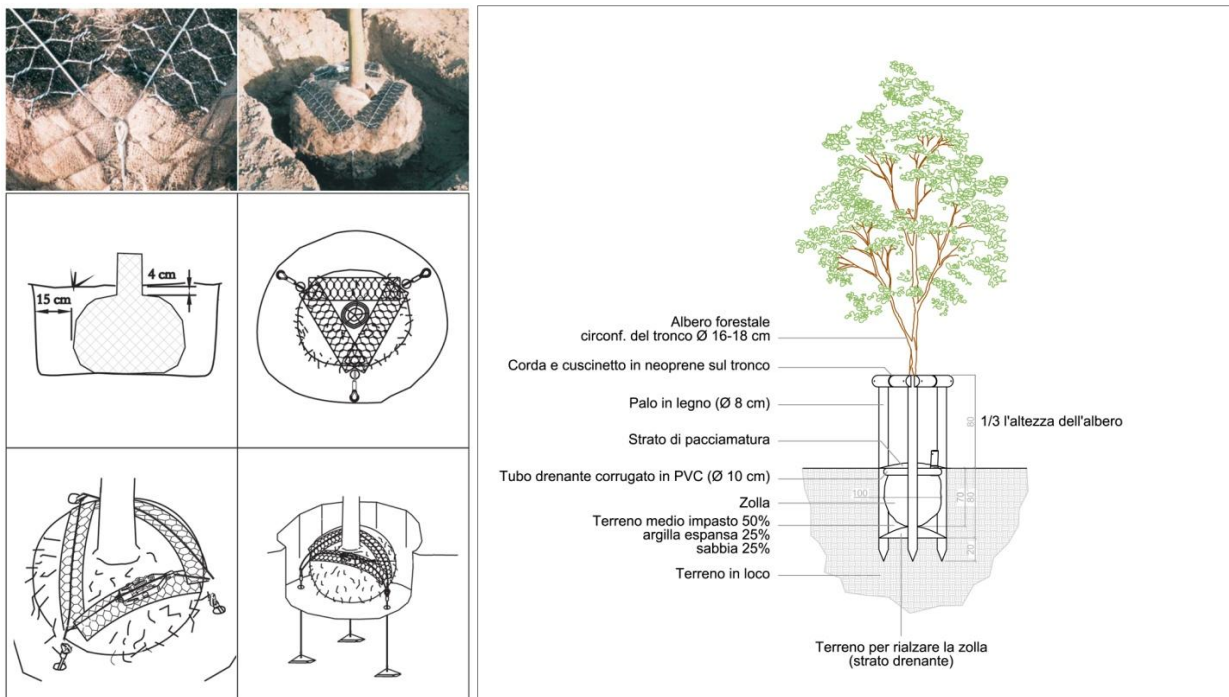 4 cm
15 cm
Albero forestale
circonf. del tronco Ø 16-18 cm
Corda e cuscinetto in neoprene sul tronco
Palo in legno (Ø 8 cm)
1/3 l'altezza dell'albero
80
Strato di pacciamatura
Tubo drenante corrugato in PVC (Ø 10 cm)
Zolla
100
70
80
Terreno medio impasto 50%
argilla espansa 25%
sabbia 25%
20
Terreno in loco
Terreno per rialzare la zolla
(strato drenante)